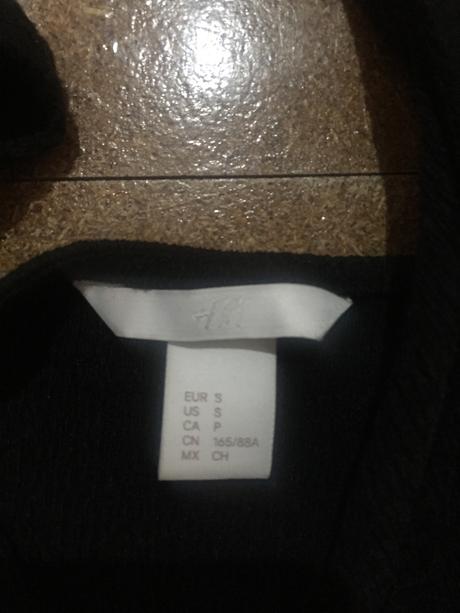 H&M
EUR S
US S
CA P
CN 165/88A
MX CH